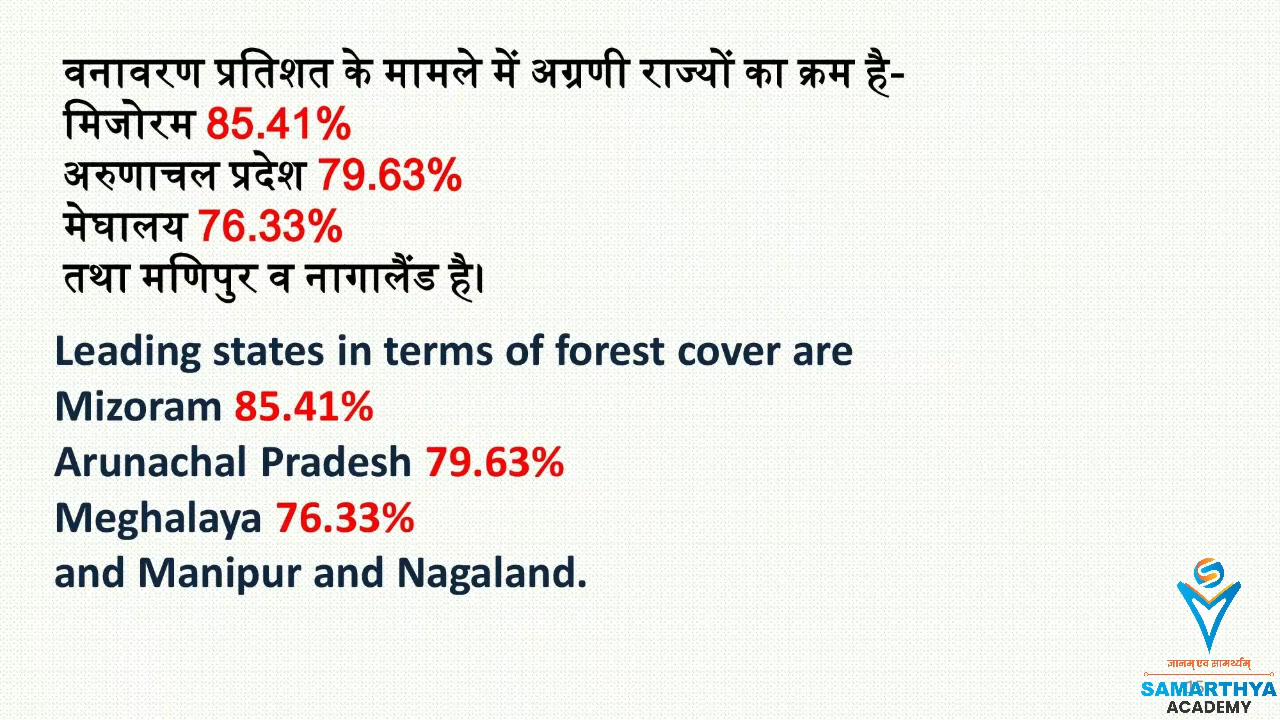 वनावरण प्रतिशत के मामले में अग्रणी राज्यों का क्रम है-
मिजोरम 85.41%
अरुणाचल प्रदेश 79.63%
मेघालय 76.33%
तथा मणिपुर व नागालैंड है।
Leading states in terms of forest cover are
Mizoram 85.41%
Arunachal Pradesh 79.63%
Meghalaya 76.33%
and Manipur and Nagaland.
ज्ञानम् एव सामर्थ्यम्
SAMARTHYA
ACADEMY